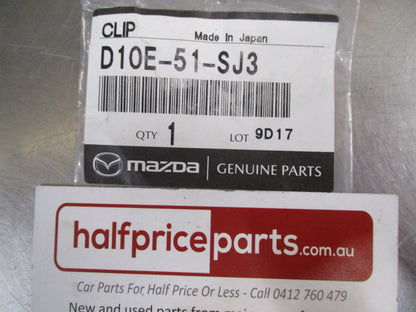 CLIP Made In Japan
D10E-51-SJ3
QTY 1 LOT 9D17
mazda GENUINE PARTS
halfpriceparts.com.au
Car Parts For Half Price Or Less - Call 0412 760 479
New and used parts from